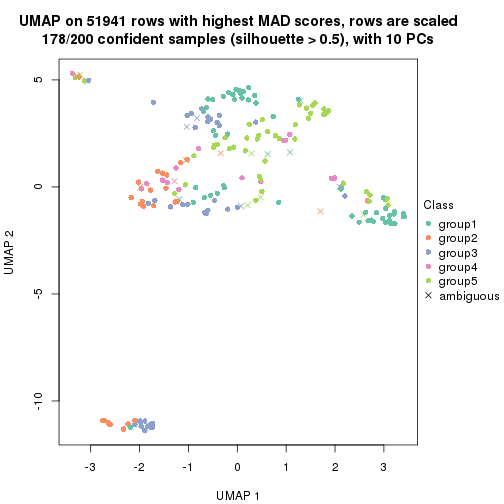 UMAP on 51941 rows with highest MAD scores, rows are scaled
178/200 confident samples (silhouette > 0.5), with 10 PCs
5
0
-5
-10
UMAP 2
-3 -2 -1 0 1 2 3
UMAP 1
Class
group1
group2
group3
group4
group5
ambiguous